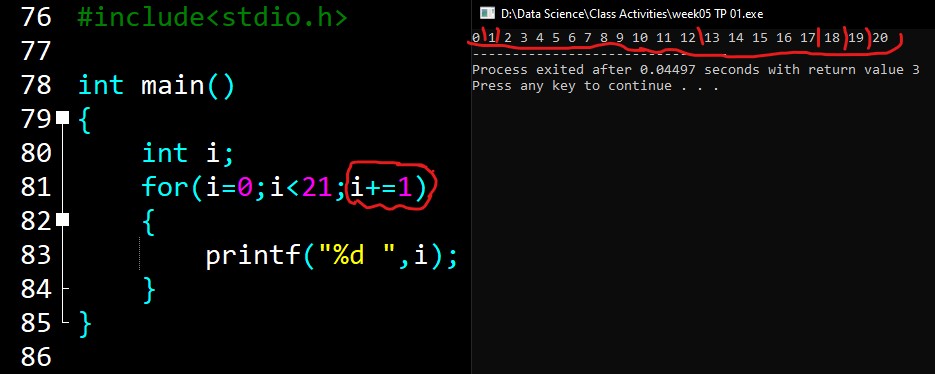 76 #include<stdio.h>
77
78 int main()
79 {
80 int i;
81 for(i=0;i<21;i+=1)
82 {
83 printf("%d ",i);
84 }
85 }
86
D:\Data Science\Class Activities\week05 TP 01.exe
0 1 2 3 4 5 6 7 8 9 10 11 12 13 14 15 16 17 18 19 20
--------------------------------
Process exited after 0.04497 seconds with return value 3
Press any key to continue . . .